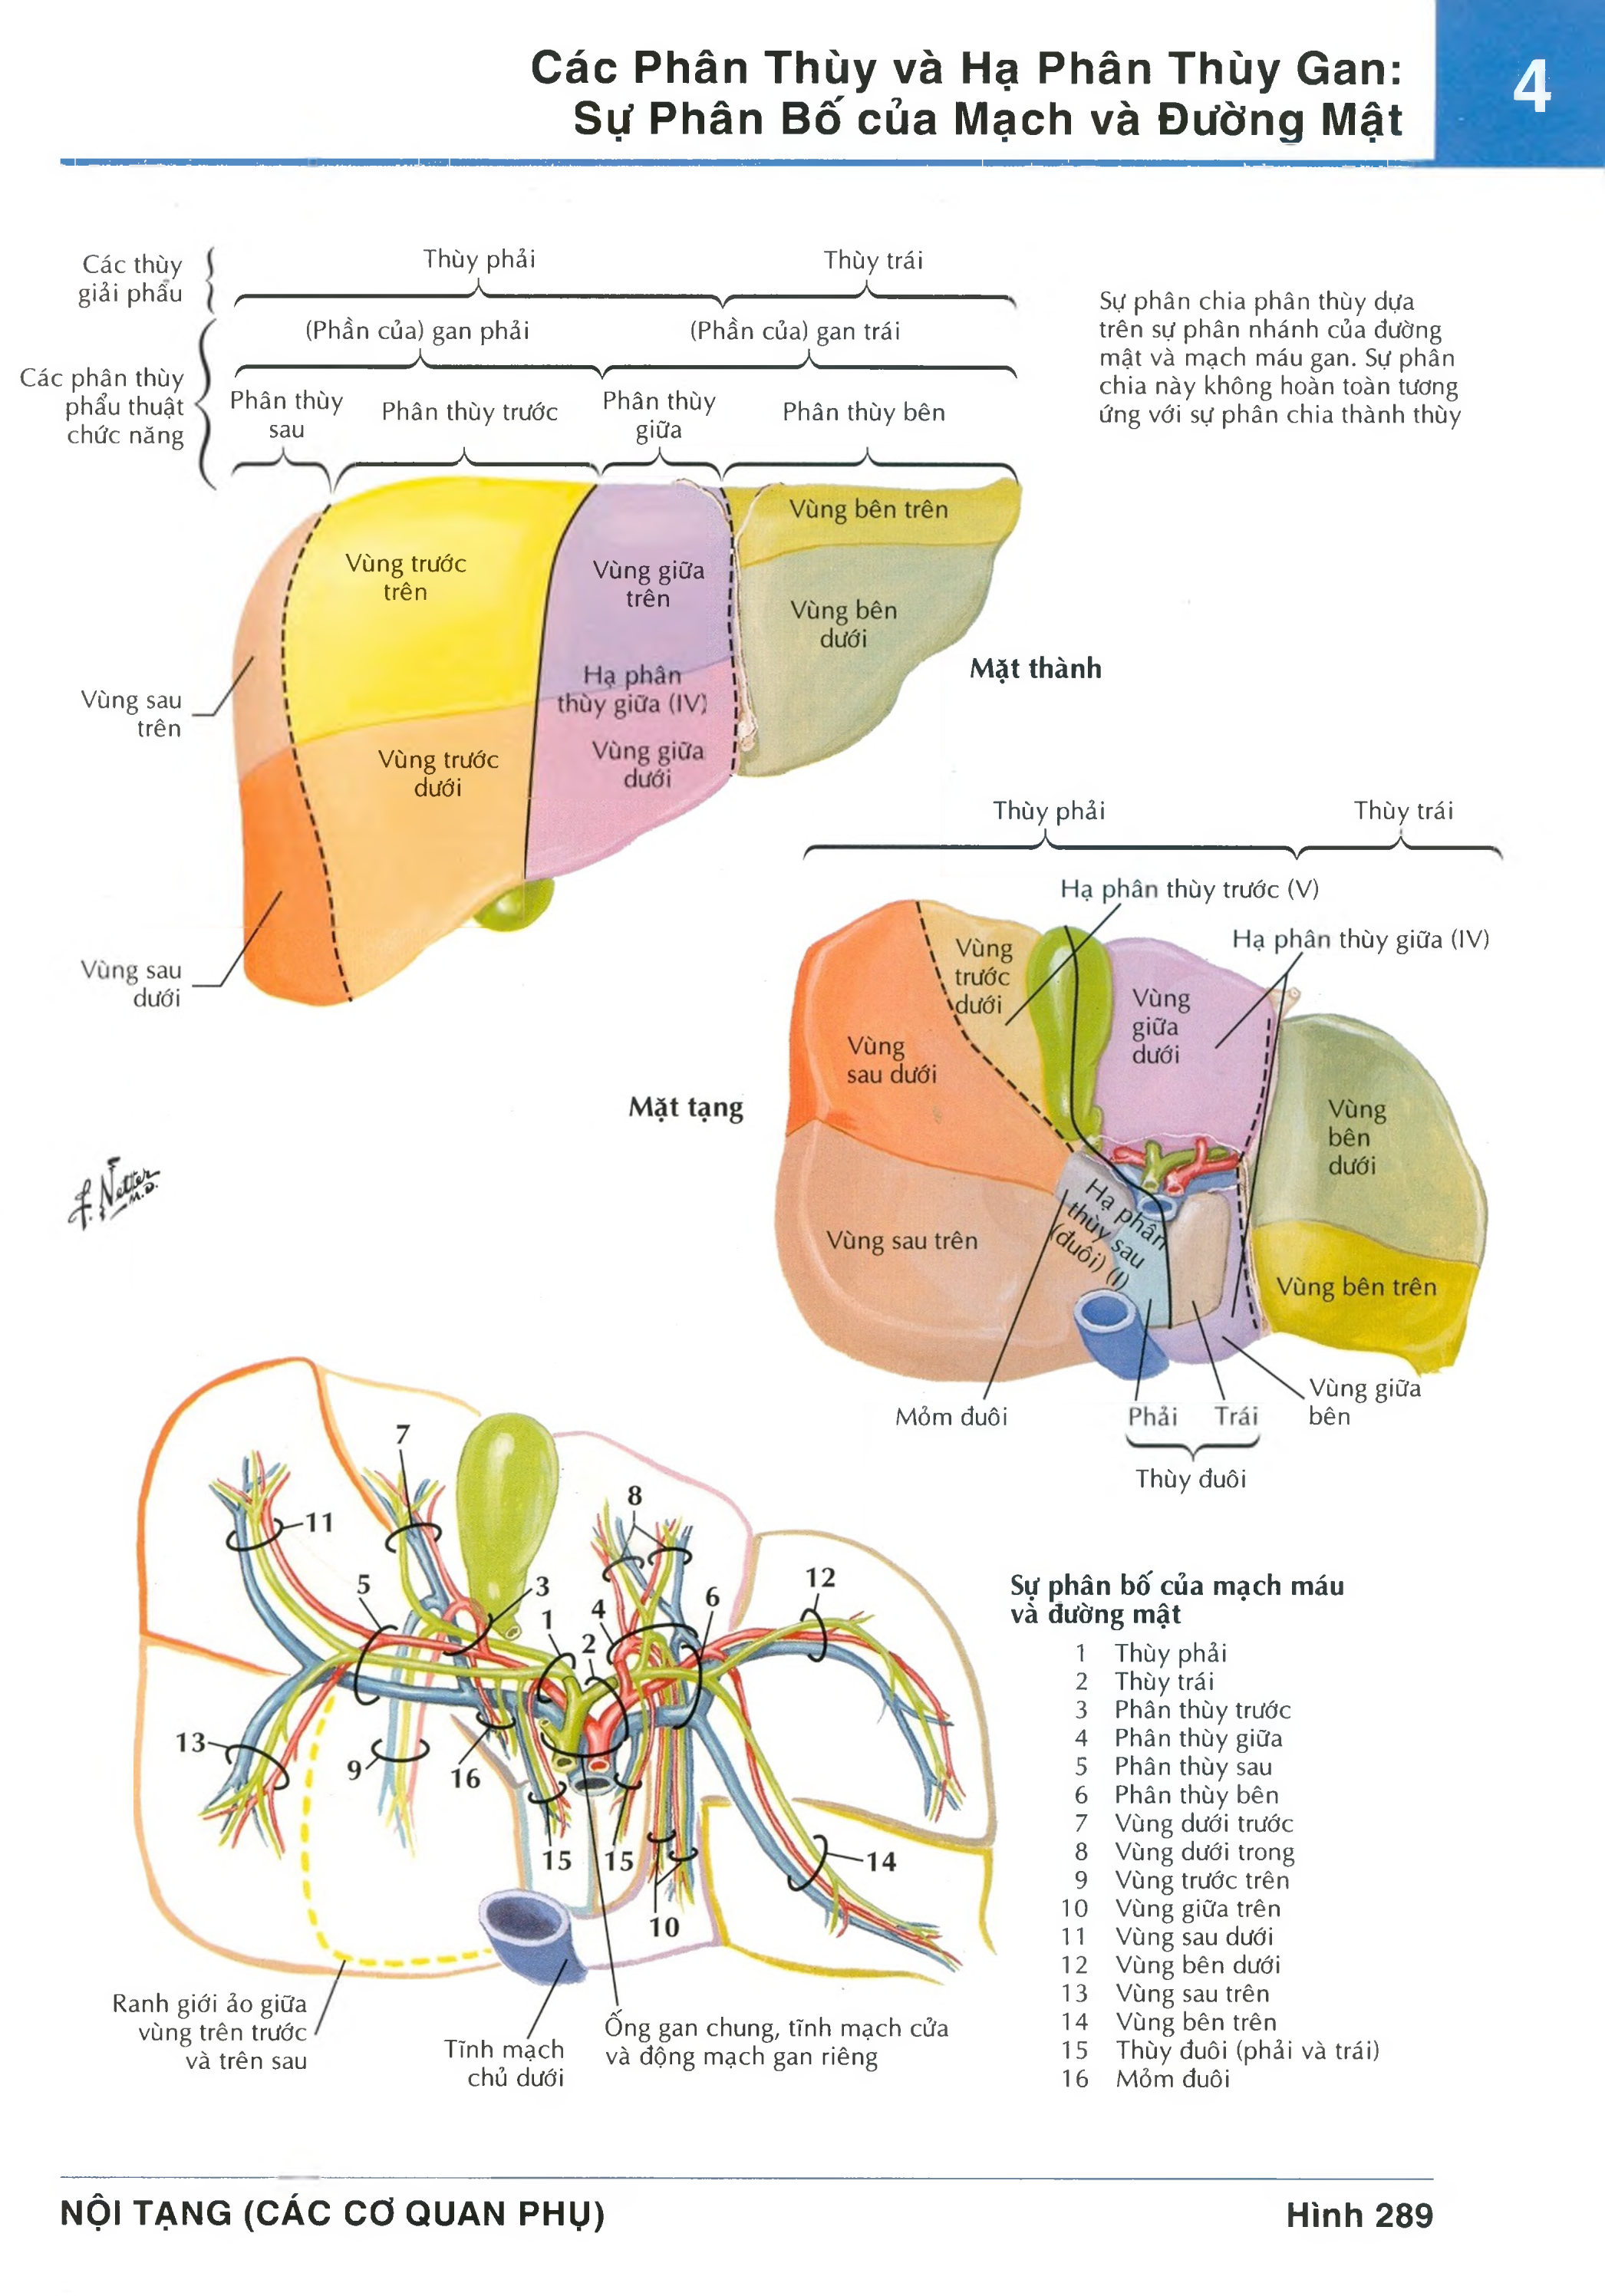 Các Phân Thùy và Hạ Phân Thùy Gan:
Sự Phân Bố của Mạch và Đường Mật
4
Các thùy
giải phẩu
Thùy phải
Thùy trái
(Phần của) gan phải
(Phần của) gan trái
Các phân thùy
phẩu thuật
chức năng
Phân thùy
sau
Phân thùy trước
Phân thùy
giữa
Phân thùy bên
Sự phân chia phân thùy dựa
trên sự phân nhánh của đường
mật và mạch máu gan. Sự phân
chia này không hoàn toàn tương
ứng với sự phân chia thành thùy
Vùng bên trên
Vùng trước
trên
Vùng giữa
trên
Vùng bên
dưới
Mặt thành
Hạ phân
thùy giữa (IV)
Vùng sau
trên
Vùng trước
dưới
Vùng giữa
dưới
Vùng sau
dưới
Thùy phải
Thùy trái
Hạ phân thùy trước (V)
Hạ phân thùy giữa (IV)
Vùng
trước
dưới
Vùng
giữa
dưới
Vùng
sau dưới
Mặt tạng
Vùng
bên
dưới
Hạ phân
thùy sau
(đuôi) (I)
Vùng sau trên
Vùng bên trên
Mỏm đuôi
Phải
Trái
Vùng giữa
bên
Thùy đuôi
F. Netter
M.D.
7
11
8
5
3
1
4
2
6
12
13
9
16
15
15
14
10
Ranh giới ảo giữa
vùng trên trước
và trên sau
Tĩnh mạch
chủ dưới
Ống gan chung, tĩnh mạch cửa
và động mạch gan riêng
Sự phân bố của mạch máu
và đường mật
1 Thùy phải
2 Thùy trái
3 Phân thùy trước
4 Phân thùy giữa
5 Phân thùy sau
6 Phân thùy bên
7 Vùng dưới trước
8 Vùng dưới trong
9 Vùng trước trên
10 Vùng giữa trên
11 Vùng sau dưới
12 Vùng bên dưới
13 Vùng sau trên
14 Vùng bên trên
15 Thùy đuôi (phải và trái)
16 Mỏm đuôi
NỘI TẠNG (CÁC CƠ QUAN PHỤ)
Hình 289